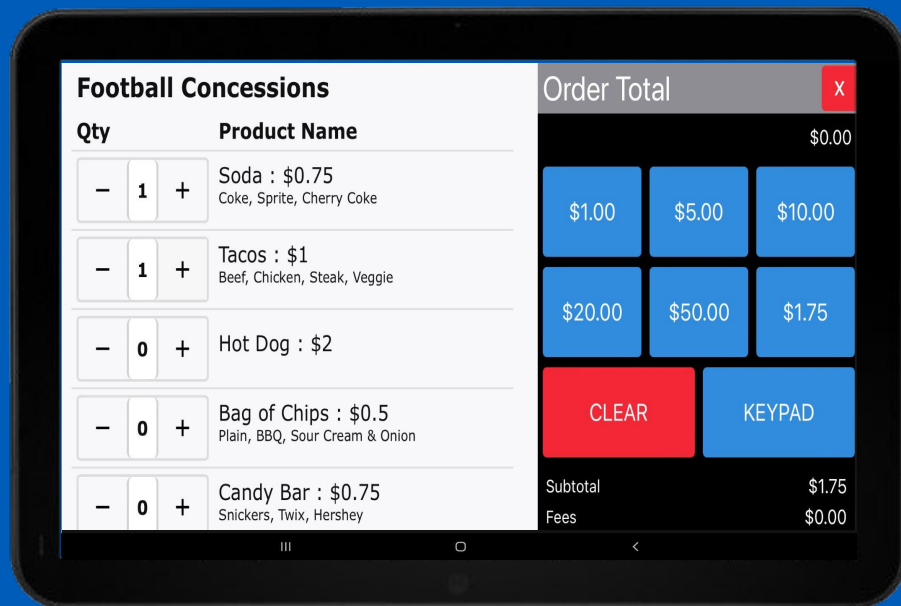 Football Concessions
Qty Product Name
− 1 + Soda : $0.75
Coke, Sprite, Cherry Coke
− 1 + Tacos : $1
Beef, Chicken, Steak, Veggie
− 0 + Hot Dog : $2
− 0 + Bag of Chips : $0.5
Plain, BBQ, Sour Cream & Onion
− 0 + Candy Bar : $0.75
Snickers, Twix, Hershey
Order Total X
$0.00
$1.00 $5.00 $10.00
$20.00 $50.00 $1.75
CLEAR KEYPAD
Subtotal $1.75
Fees $0.00